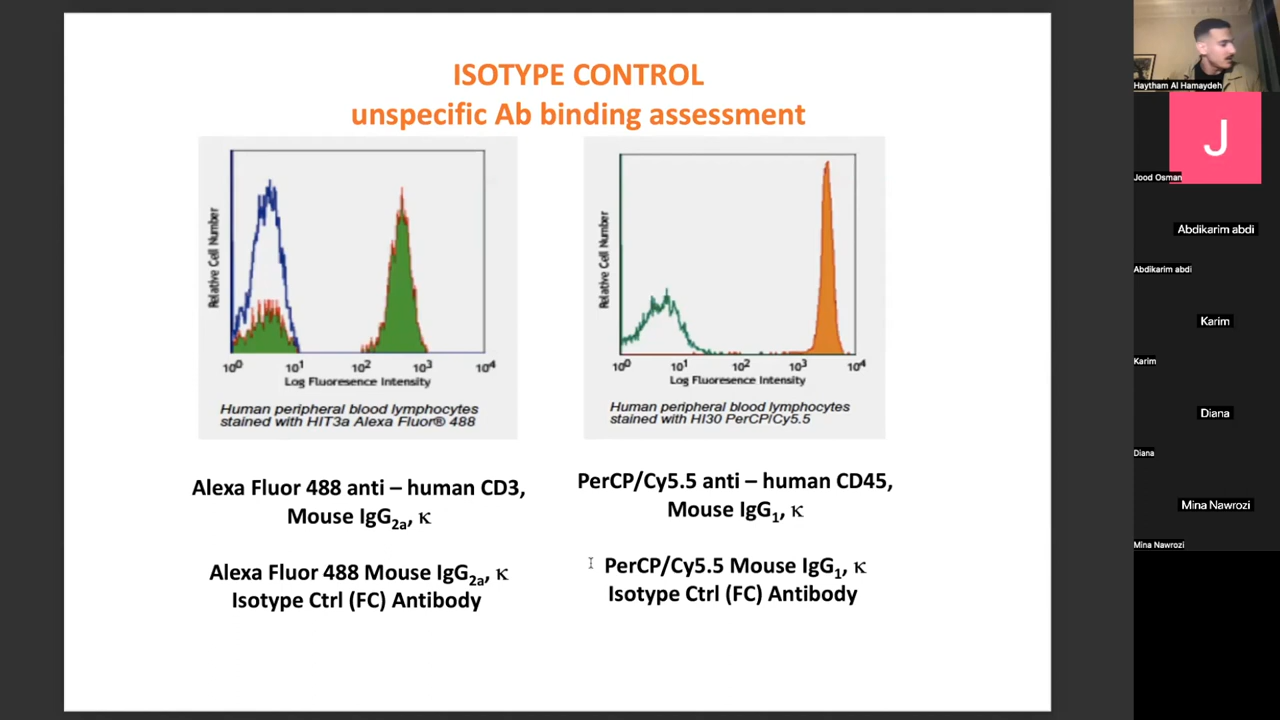 ISOTYPE CONTROL
unspecific Ab binding assessment
Relative Cell Number
10⁰ 10¹ 10² 10³ 10⁴
Log Fluoresence Intensity
Human peripheral blood lymphocytes
stained with HIT3a Alexa Fluor® 488
Relative Cell Number
10⁰ 10¹ 10² 10³ 10⁴
Log Fluoresence Intensity
Human peripheral blood lymphocytes
stained with HI30 PerCP/Cy5.5
Alexa Fluor 488 anti – human CD3,
Mouse IgG2a, κ
Alexa Fluor 488 Mouse IgG2a, κ
Isotype Ctrl (FC) Antibody
PerCP/Cy5.5 anti – human CD45,
Mouse IgG1, κ
PerCP/Cy5.5 Mouse IgG1, κ
Isotype Ctrl (FC) Antibody
Haytham Al Hamaydeh
J
Jood Osman
Abdikarim abdi
Abdikarim abdi
Karim
Karim
Diana
Diana
Mina Nawrozi
Mina Nawrozi